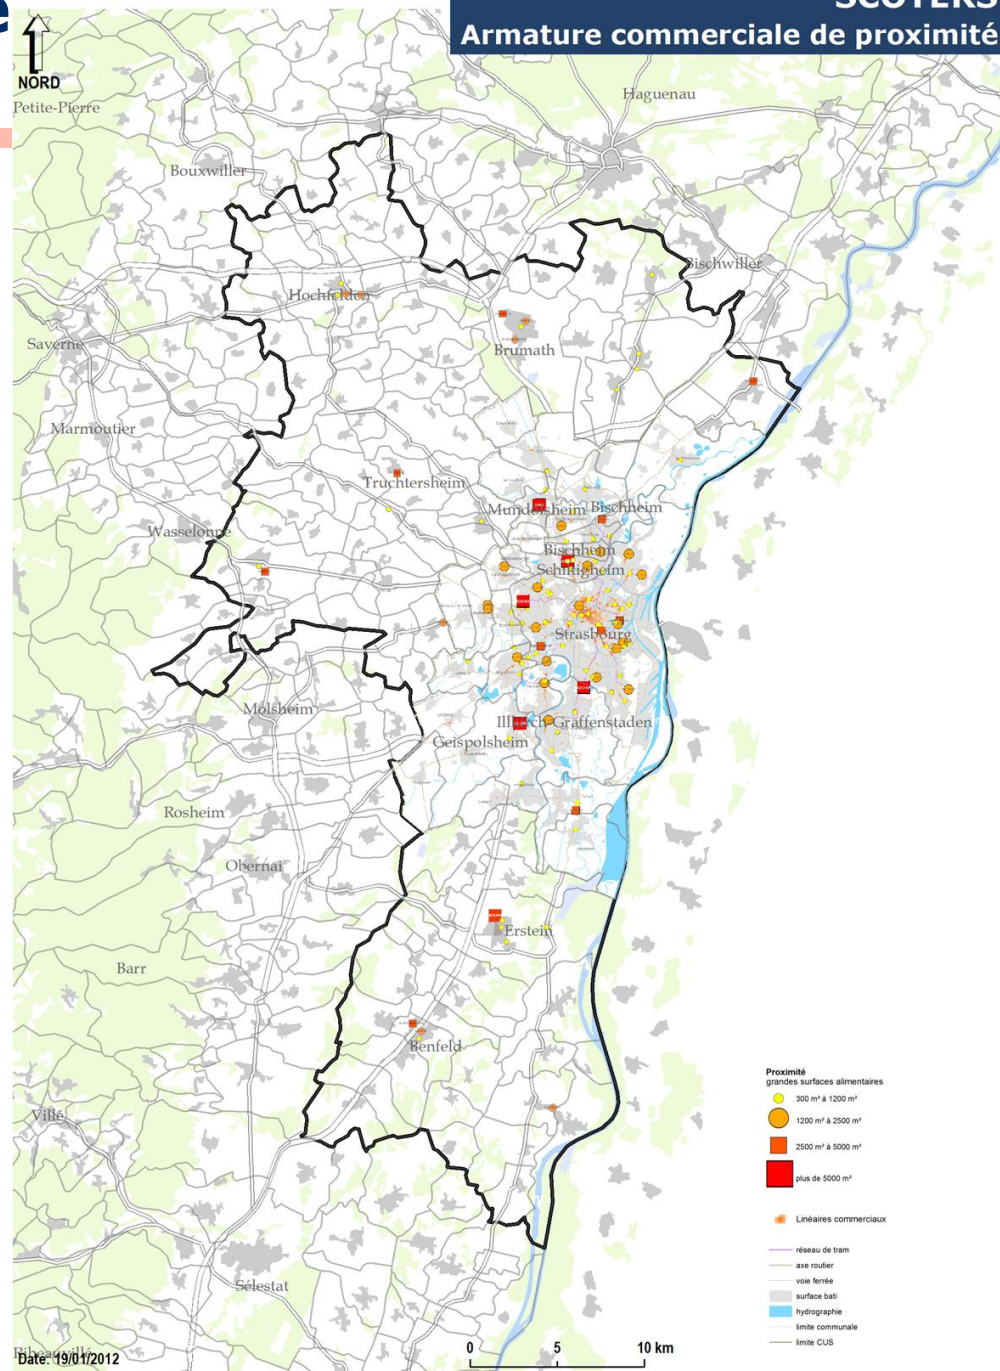 e
SCOTERS
Armature commerciale de proximité
NORD
Petite-Pierre
Haguenau
Bouxwiller
Bischwiller
Hochfelden
Saverne
Brumath
Marmoutier
Truchtersheim
Mundolsheim
Bischheim
Wasselonne
Bischheim
Schiltigheim
Strasbourg
Molsheim
Illkirch-Graffenstaden
Geispolsheim
Rosheim
Obernai
Erstein
Barr
Benfeld
Villé
Sélestat
Ribeauvillé
Date: 19/01/2012
0 5 10 km
Proximité
grandes surfaces alimentaires
300 m² à 1200 m²
1200 m² à 2500 m²
2500 m² à 5000 m²
plus de 5000 m²
Linéaires commerciaux
réseau de tram
axe routier
voie ferrée
surface bati
hydrographie
limite communale
limite CUS